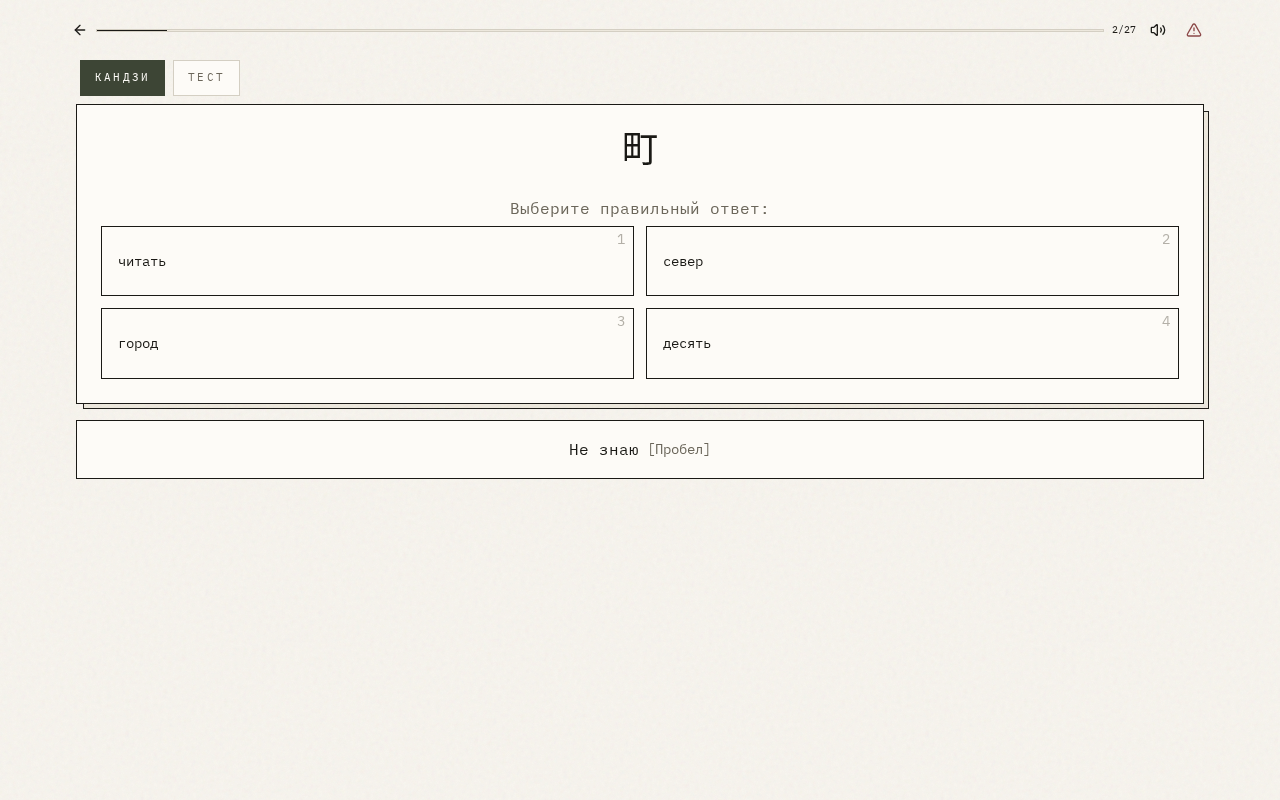 2/27
КАНДЗИ
ТЕСТ
町
Выберите правильный ответ:
1
читать
2
север
3
город
4
десять
Не знаю [Пробел]